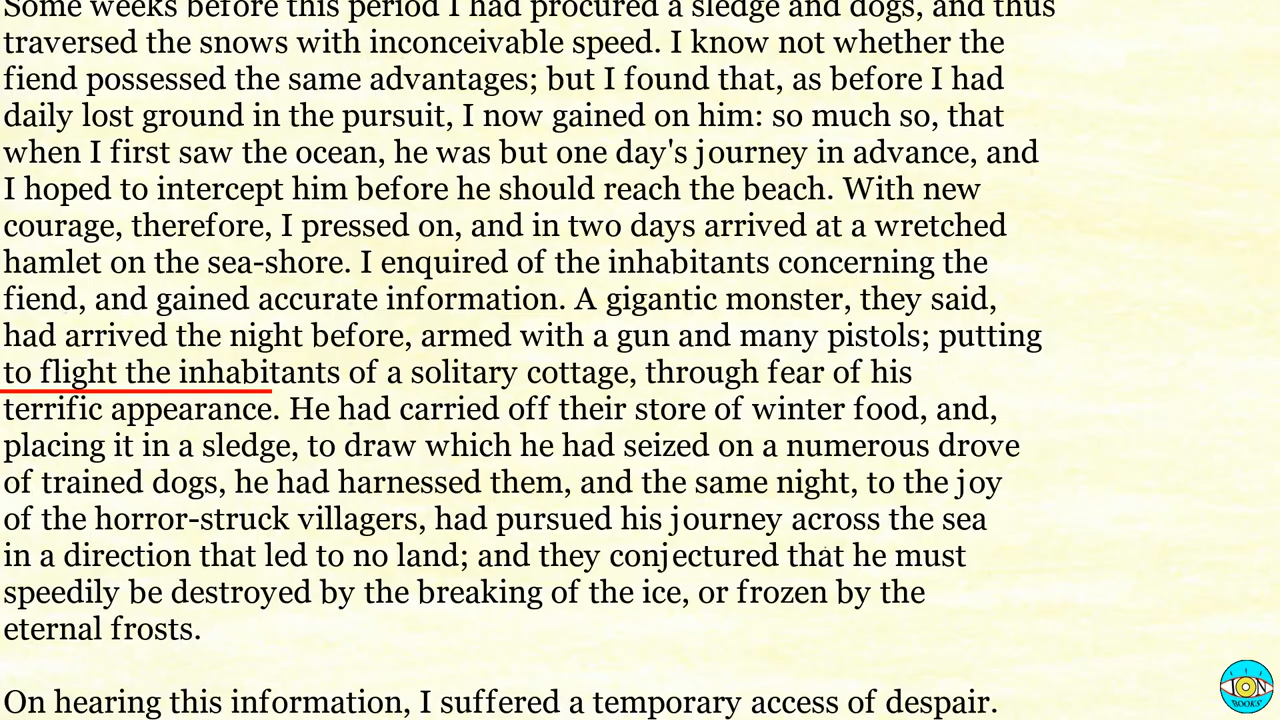 Some weeks before this period I had procured a sledge and dogs, and thus
traversed the snows with inconceivable speed. I know not whether the
fiend possessed the same advantages; but I found that, as before I had
daily lost ground in the pursuit, I now gained on him: so much so, that
when I first saw the ocean, he was but one day's journey in advance, and
I hoped to intercept him before he should reach the beach. With new
courage, therefore, I pressed on, and in two days arrived at a wretched
hamlet on the sea-shore. I enquired of the inhabitants concerning the
fiend, and gained accurate information. A gigantic monster, they said,
had arrived the night before, armed with a gun and many pistols; putting
to flight the inhabitants of a solitary cottage, through fear of his
terrific appearance. He had carried off their store of winter food, and,
placing it in a sledge, to draw which he had seized on a numerous drove
of trained dogs, he had harnessed them, and the same night, to the joy
of the horror-struck villagers, had pursued his journey across the sea
in a direction that led to no land; and they conjectured that he must
speedily be destroyed by the breaking of the ice, or frozen by the
eternal frosts.
On hearing this information, I suffered a temporary access of despair.
ION
BOOKS